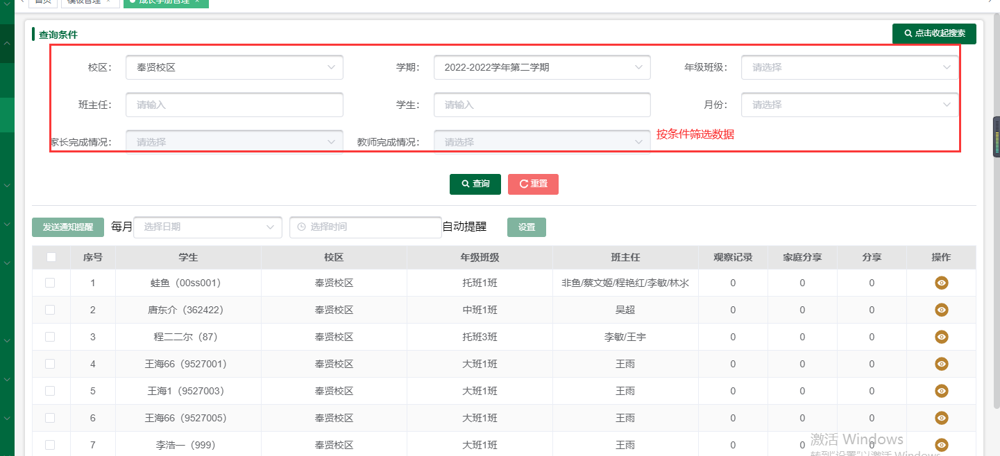 首页 模板管理 × 成长手册管理 ×
查询条件 点击收起搜索
校区： 奉贤校区 学期： 2022-2022学年第二学期 年级班级： 请选择
班主任： 请输入 学生： 请输入 月份： 请选择
家长完成情况： 请选择 教师完成情况： 请选择 按条件筛选数据
查询 重置
发送通知提醒 每月 选择日期 选择时间 自动提醒 设置
序号 学生 校区 年级班级 班主任 观察记录 家庭分享 分享 操作
1 蛙鱼（00ss001） 奉贤校区 托班1班 非鱼/蔡文姬/程艳红/李敏/林氷 0 0 0
2 唐东介（362422） 奉贤校区 中班1班 吴超 0 0 0
3 程二二尔（87） 奉贤校区 托班3班 李敏/王宇 0 0 0
4 王海66（9527001） 奉贤校区 大班1班 王雨 0 0 0
5 王海1（9527003） 奉贤校区 大班1班 王雨 0 0 0
6 王海66（9527005） 奉贤校区 大班1班 王雨 0 0 0
7 李浩一（999） 奉贤校区 大班1班 王雨 0 0 0
激活 Windows
转到"设置"以激活 Windows。